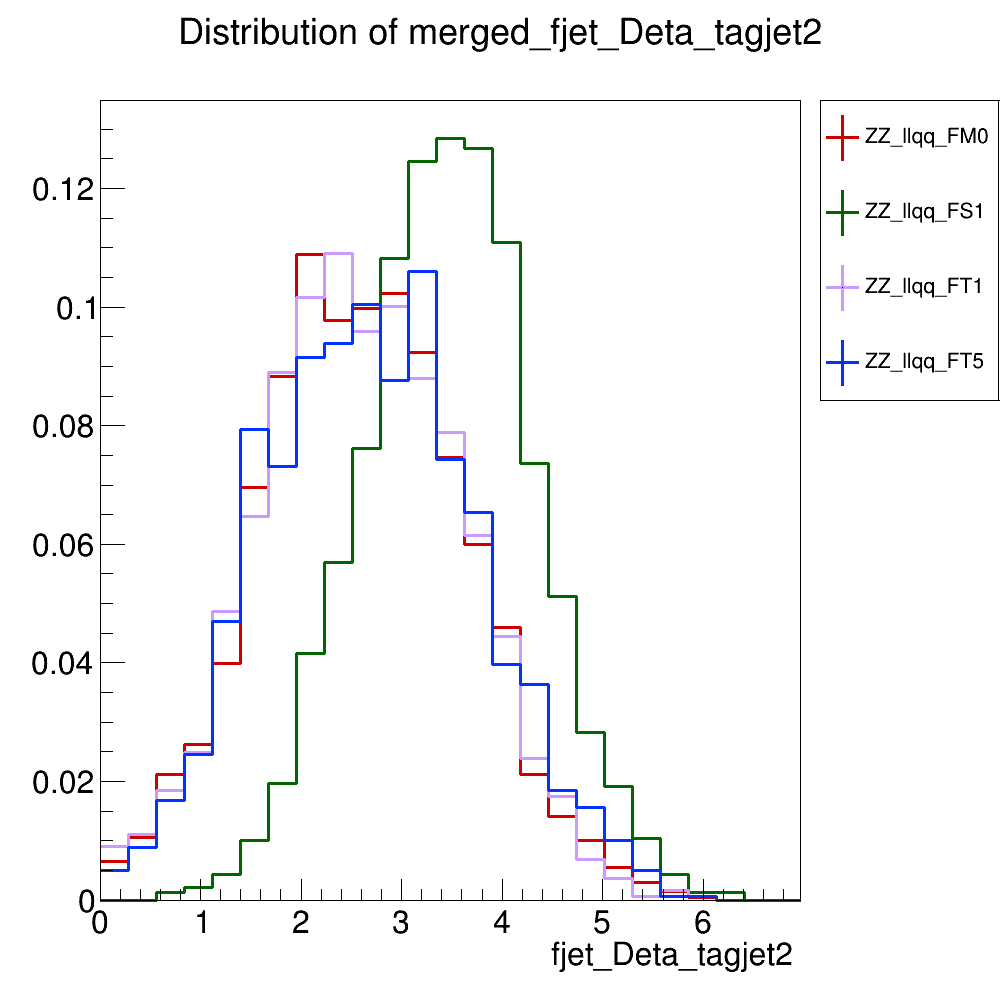 Distribution of merged_fjet_Deta_tagjet2
ZZ_llqq_FM0
ZZ_llqq_FS1
ZZ_llqq_FT1
ZZ_llqq_FT5
0.12
0.1
0.08
0.06
0.04
0.02
0
0 1 2 3 4 5 6
fjet_Deta_tagjet2